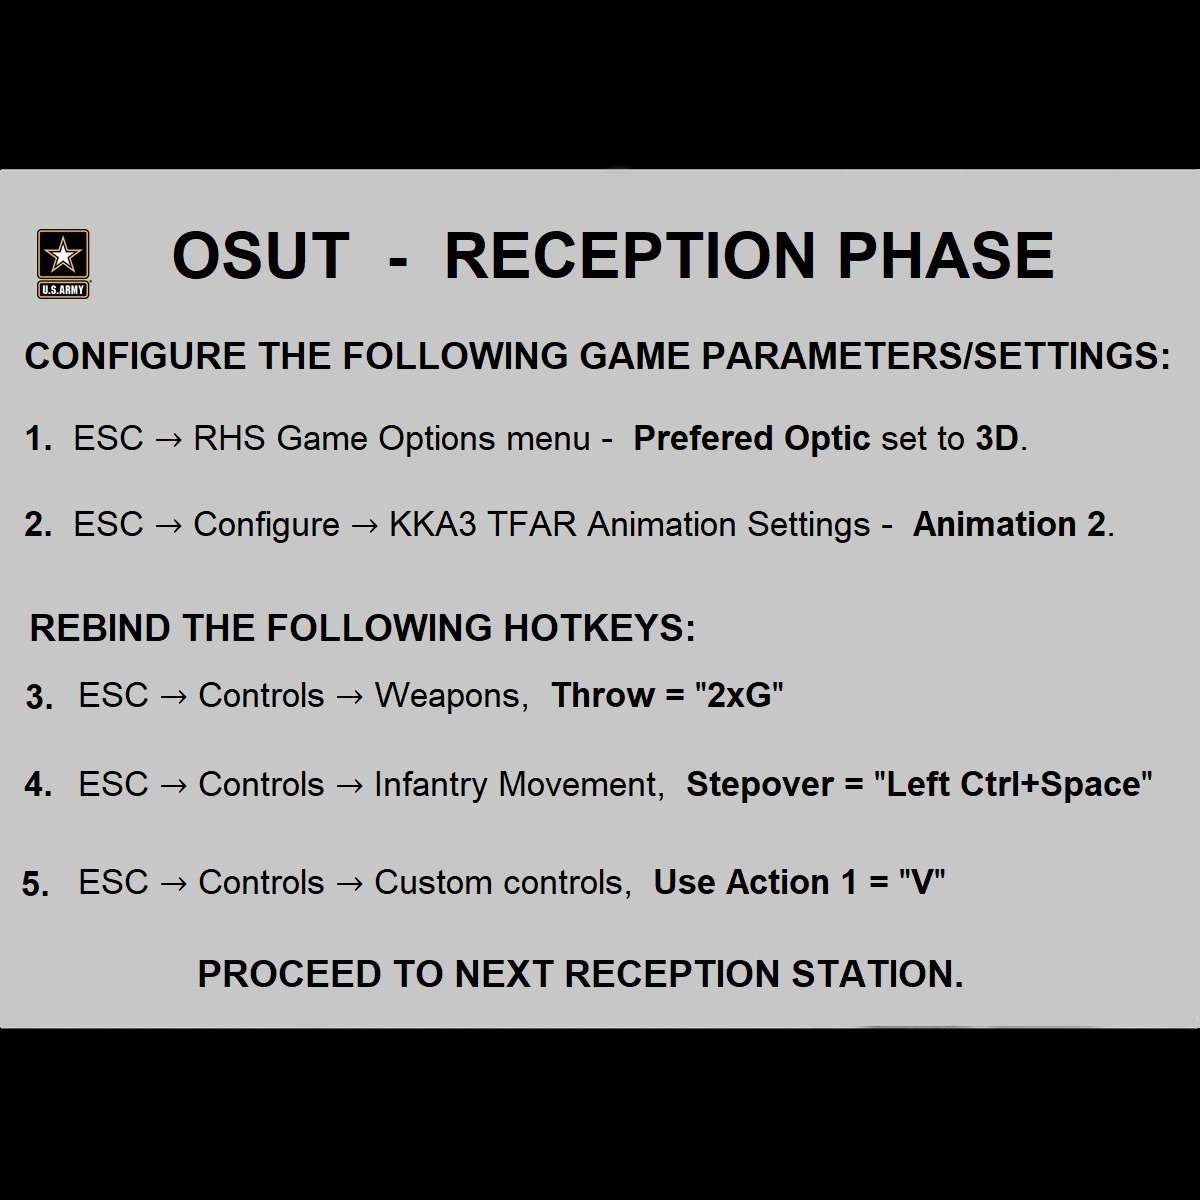 OSUT - RECEPTION PHASE
U.S.ARMY
CONFIGURE THE FOLLOWING GAME PARAMETERS/SETTINGS:
1. ESC → RHS Game Options menu - Prefered Optic set to 3D.
2. ESC → Configure → KKA3 TFAR Animation Settings - Animation 2.
REBIND THE FOLLOWING HOTKEYS:
3. ESC → Controls → Weapons, Throw = "2xG"
4. ESC → Controls → Infantry Movement, Stepover = "Left Ctrl+Space"
5. ESC → Controls → Custom controls, Use Action 1 = "V"
PROCEED TO NEXT RECEPTION STATION.